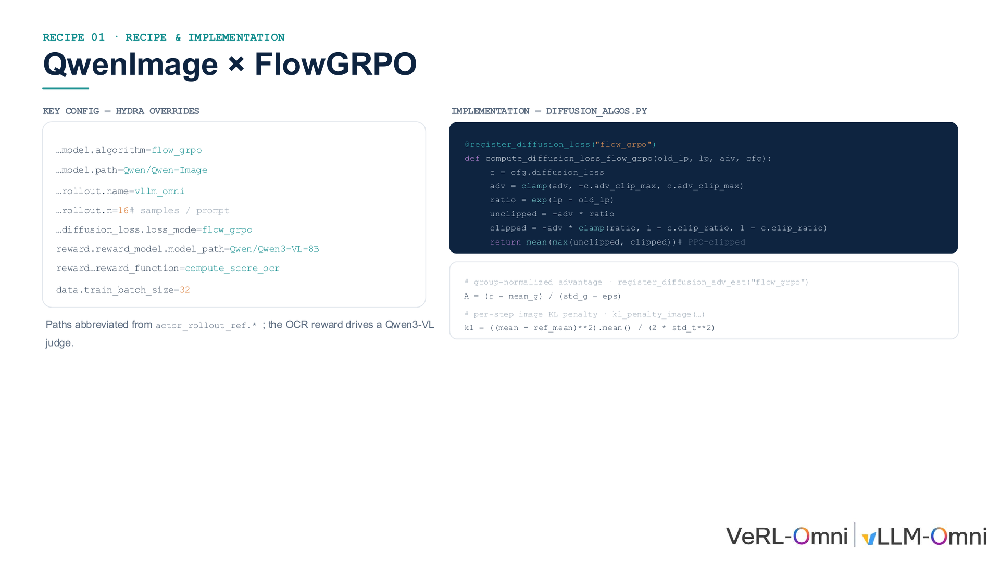 RECIPE 01 · RECIPE & IMPLEMENTATION
QwenImage × FlowGRPO
KEY CONFIG — HYDRA OVERRIDES
…model.algorithm=flow_grpo
…model.path=Qwen/Qwen-Image
…rollout.name=vllm_omni
…rollout.n=16# samples / prompt
…diffusion_loss.loss_mode=flow_grpo
reward.reward_model.model_path=Qwen/Qwen3-VL-8B
reward…reward_function=compute_score_ocr
data.train_batch_size=32
Paths abbreviated from actor_rollout_ref.* ; the OCR reward drives a Qwen3-VL
judge.
IMPLEMENTATION — DIFFUSION_ALGOS.PY
@register_diffusion_loss("flow_grpo")
def compute_diffusion_loss_flow_grpo(old_lp, lp, adv, cfg):
c = cfg.diffusion_loss
adv = clamp(adv, -c.adv_clip_max, c.adv_clip_max)
ratio = exp(lp - old_lp)
unclipped = -adv * ratio
clipped = -adv * clamp(ratio, 1 - c.clip_ratio, 1 + c.clip_ratio)
return mean(max(unclipped, clipped))# PPO-clipped
# group-normalized advantage · register_diffusion_adv_est("flow_grpo")
A = (r - mean_g) / (std_g + eps)
# per-step image KL penalty · kl_penalty_image(…)
kl = ((mean - ref_mean)**2).mean() / (2 * std_t**2)
VeRL-Omni | vLLM-Omni